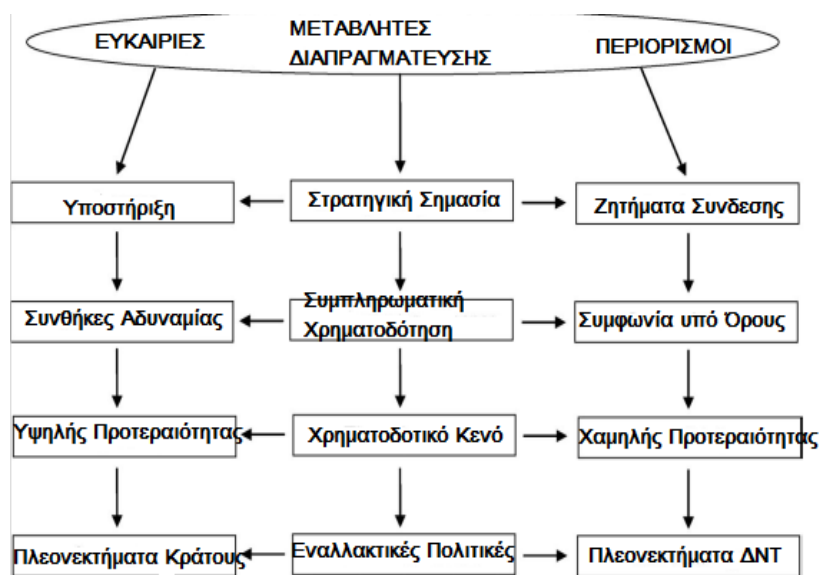 ΕΥΚΑΙΡΙΕΣ
ΜΕΤΑΒΛΗΤΕΣ
ΔΙΑΠΡΑΓΜΑΤΕΥΣΗΣ
ΠΕΡΙΟΡΙΣΜΟΙ
Υποστήριξη
Στρατηγική Σημασία
Ζητήματα Συνδεσης
Συνθήκες Αδυναμίας
Συμπληρωματική
Χρηματοδότηση
Συμφωνία υπό Όρους
Υψηλής Προτεραιότητας
Χρηματοδοτικό Κενό
Χαμηλής Προτεραιότητας
Πλεονεκτήματα Κράτους
Εναλλακτικές Πολιτικές
Πλεονεκτήματα ΔΝΤ